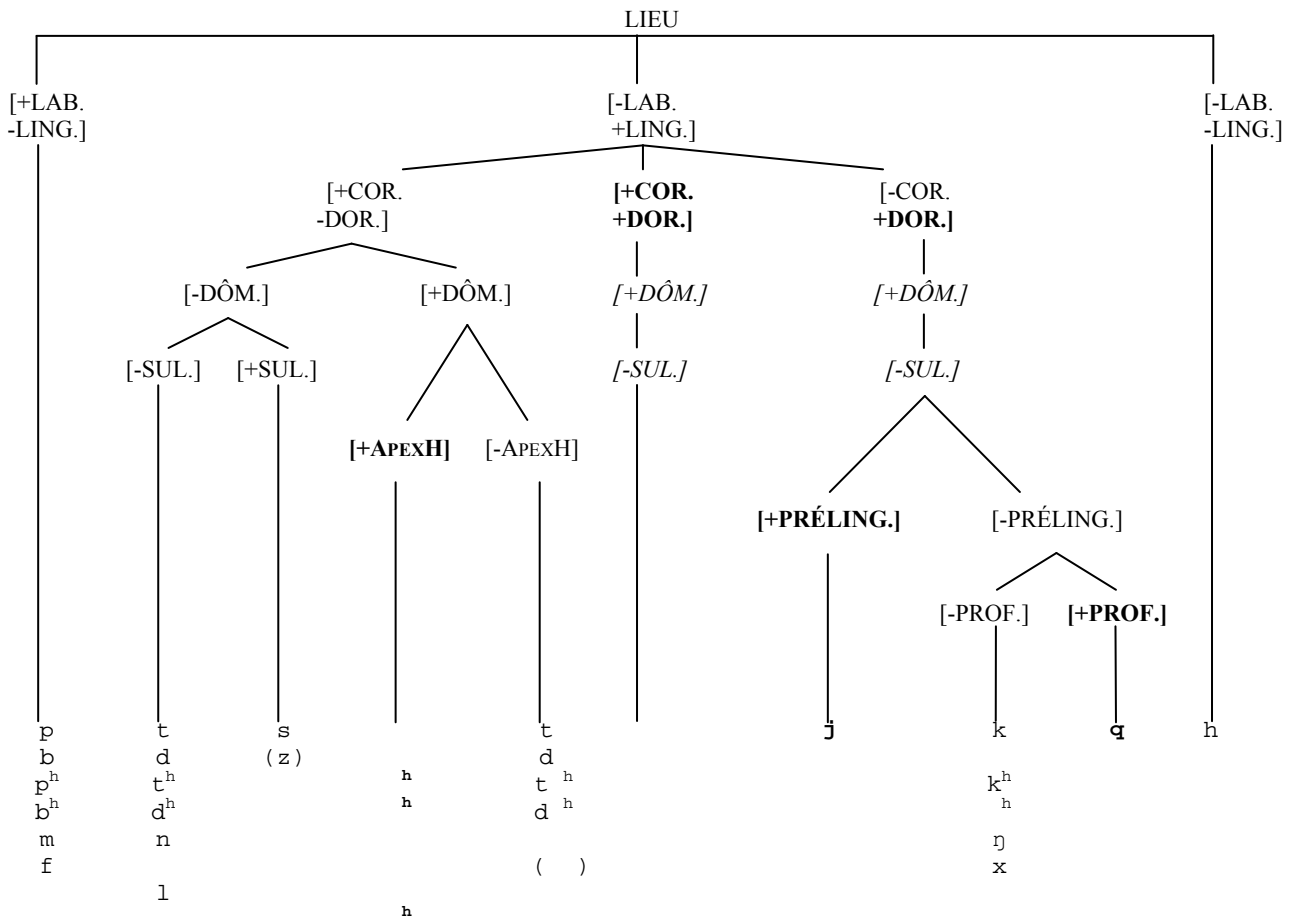 LIEU
[+LAB. [-LAB. [-LAB.
-LING.] +LING.] -LING.]
[+COR. [+COR. [-COR.
-DOR.] +DOR.] +DOR.]
[-DÔM.] [+DÔM.] [+DÔM.] [+DÔM.]
[-SUL.] [+SUL.] [-SUL.] [-SUL.]
[+APEXH] [-APEXH]
[+PRÉLING.] [-PRÉLING.]
[-PROF.] [+PROF.]
p t s t j k q h
b d (z) d
pʰ tʰ ʰ t ʰ kʰ
bʰ dʰ ʰ d ʰ ʰ
m n ŋ
f ( ) x
l
ʰ